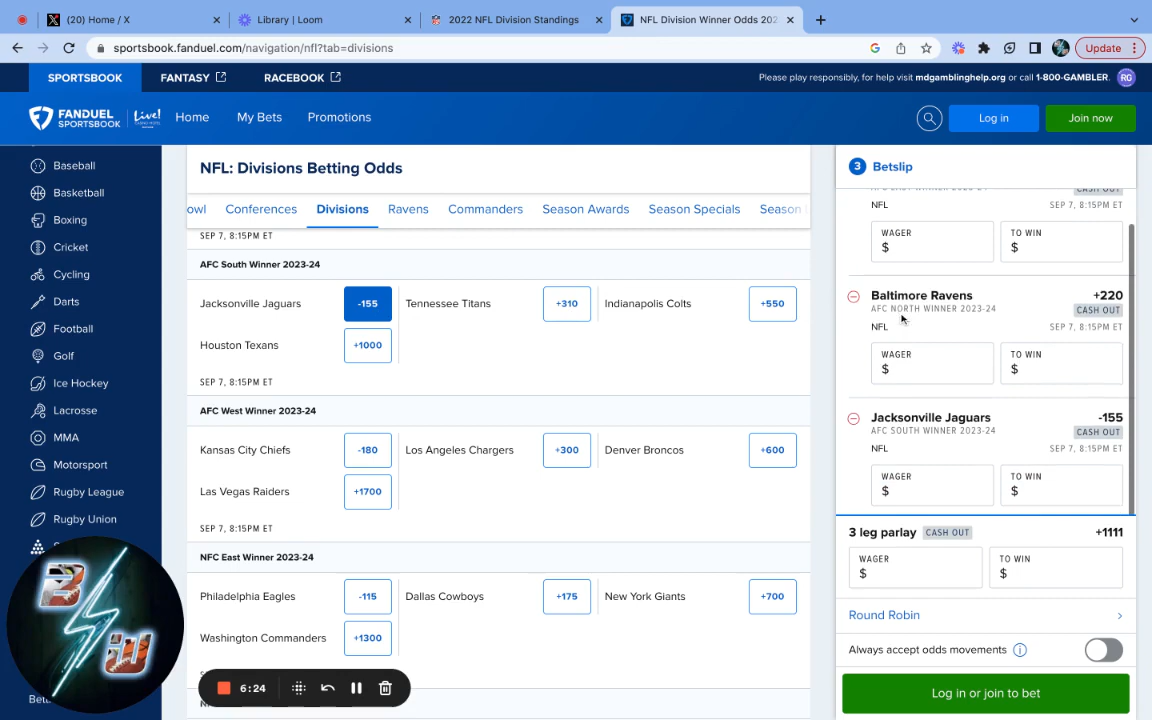 (20) Home / X
Library | Loom
2022 NFL Division Standings
NFL Division Winner Odds 202
sportsbook.fanduel.com/navigation/nfl?tab=divisions
Update
SPORTSBOOK
FANTASY
RACEBOOK
Please play responsibly, for help visit mdgamblinghelp.org or call 1-800-GAMBLER.
RG
FANDUEL
SPORTSBOOK
Live!
Home
My Bets
Promotions
Log in
Join now
Baseball
Basketball
Boxing
Cricket
Cycling
Darts
Football
Golf
Ice Hockey
Lacrosse
MMA
Motorsport
Rugby League
Rugby Union
NFL: Divisions Betting Odds
owl
Conferences
Divisions
Ravens
Commanders
Season Awards
Season Specials
Season
SEP 7, 8:15PM ET
AFC South Winner 2023-24
Jacksonville Jaguars -155 Tennessee Titans +310 Indianapolis Colts +550
Houston Texans +1000
SEP 7, 8:15PM ET
AFC West Winner 2023-24
Kansas City Chiefs -180 Los Angeles Chargers +300 Denver Broncos +600
Las Vegas Raiders +1700
SEP 7, 8:15PM ET
NFC East Winner 2023-24
Philadelphia Eagles -115 Dallas Cowboys +175 New York Giants +700
Washington Commanders +1300
6:24
3 Betslip
AFC EAST WINNER 2023-24 CASH OUT
NFL SEP 7, 8:15PM ET
WAGER TO WIN
$ $
Baltimore Ravens +220
AFC NORTH WINNER 2023-24 CASH OUT
NFL SEP 7, 8:15PM ET
WAGER TO WIN
$ $
Jacksonville Jaguars -155
AFC SOUTH WINNER 2023-24 CASH OUT
NFL SEP 7, 8:15PM ET
WAGER TO WIN
$ $
3 leg parlay CASH OUT +1111
WAGER TO WIN
$ $
Round Robin
Always accept odds movements
Log in or join to bet